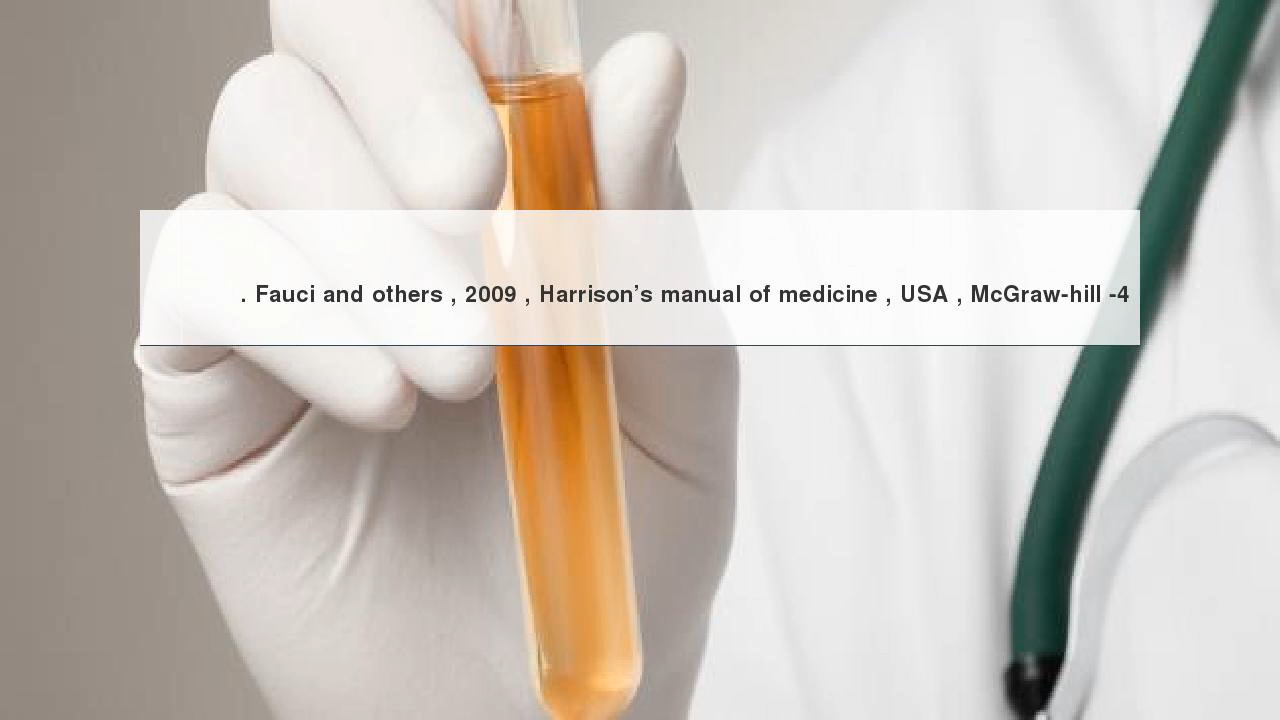 . Fauci and others , 2009 , Harrison’s manual of medicine , USA , McGraw-hill -4